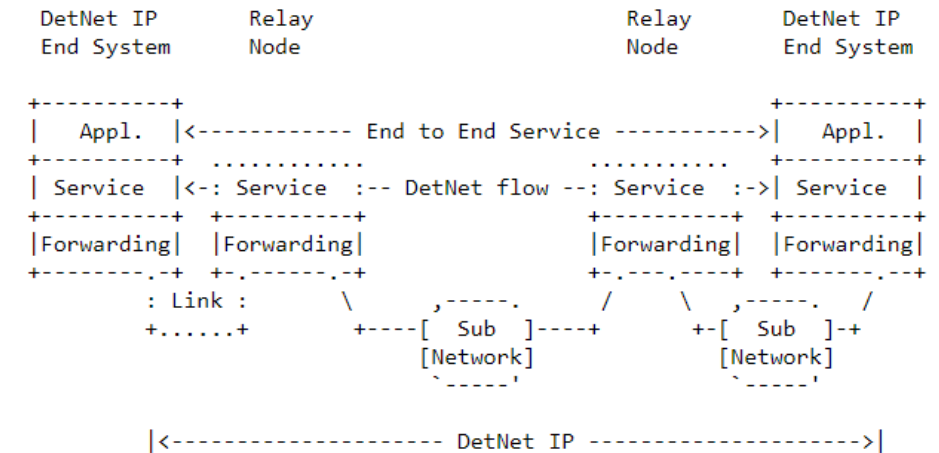 DetNet IP       Relay                          Relay       DetNet IP
End System      Node                           Node        End System

+----------+                                               +----------+
|   Appl.  |<------------ End to End Service ----------->|   Appl.  |
+----------+  ............                   ...........   +----------+
| Service  |<-: Service  :-- DetNet flow --: Service  :->| Service  |
+----------+  +----------+                   +----------+  +----------+
|Forwarding|  |Forwarding|                   |Forwarding|  |Forwarding|
+--------.-+  +-.------.-+                   +-.---.----+  +-------.--+
         : Link :       \      ,-----.      /      \   ,-----.   /
         +......+        +----[  Sub  ]----+        +-[  Sub  ]-+
                              [Network]               [Network]
                               `-----'                 `-----'

         |<--------------------- DetNet IP --------------------->|